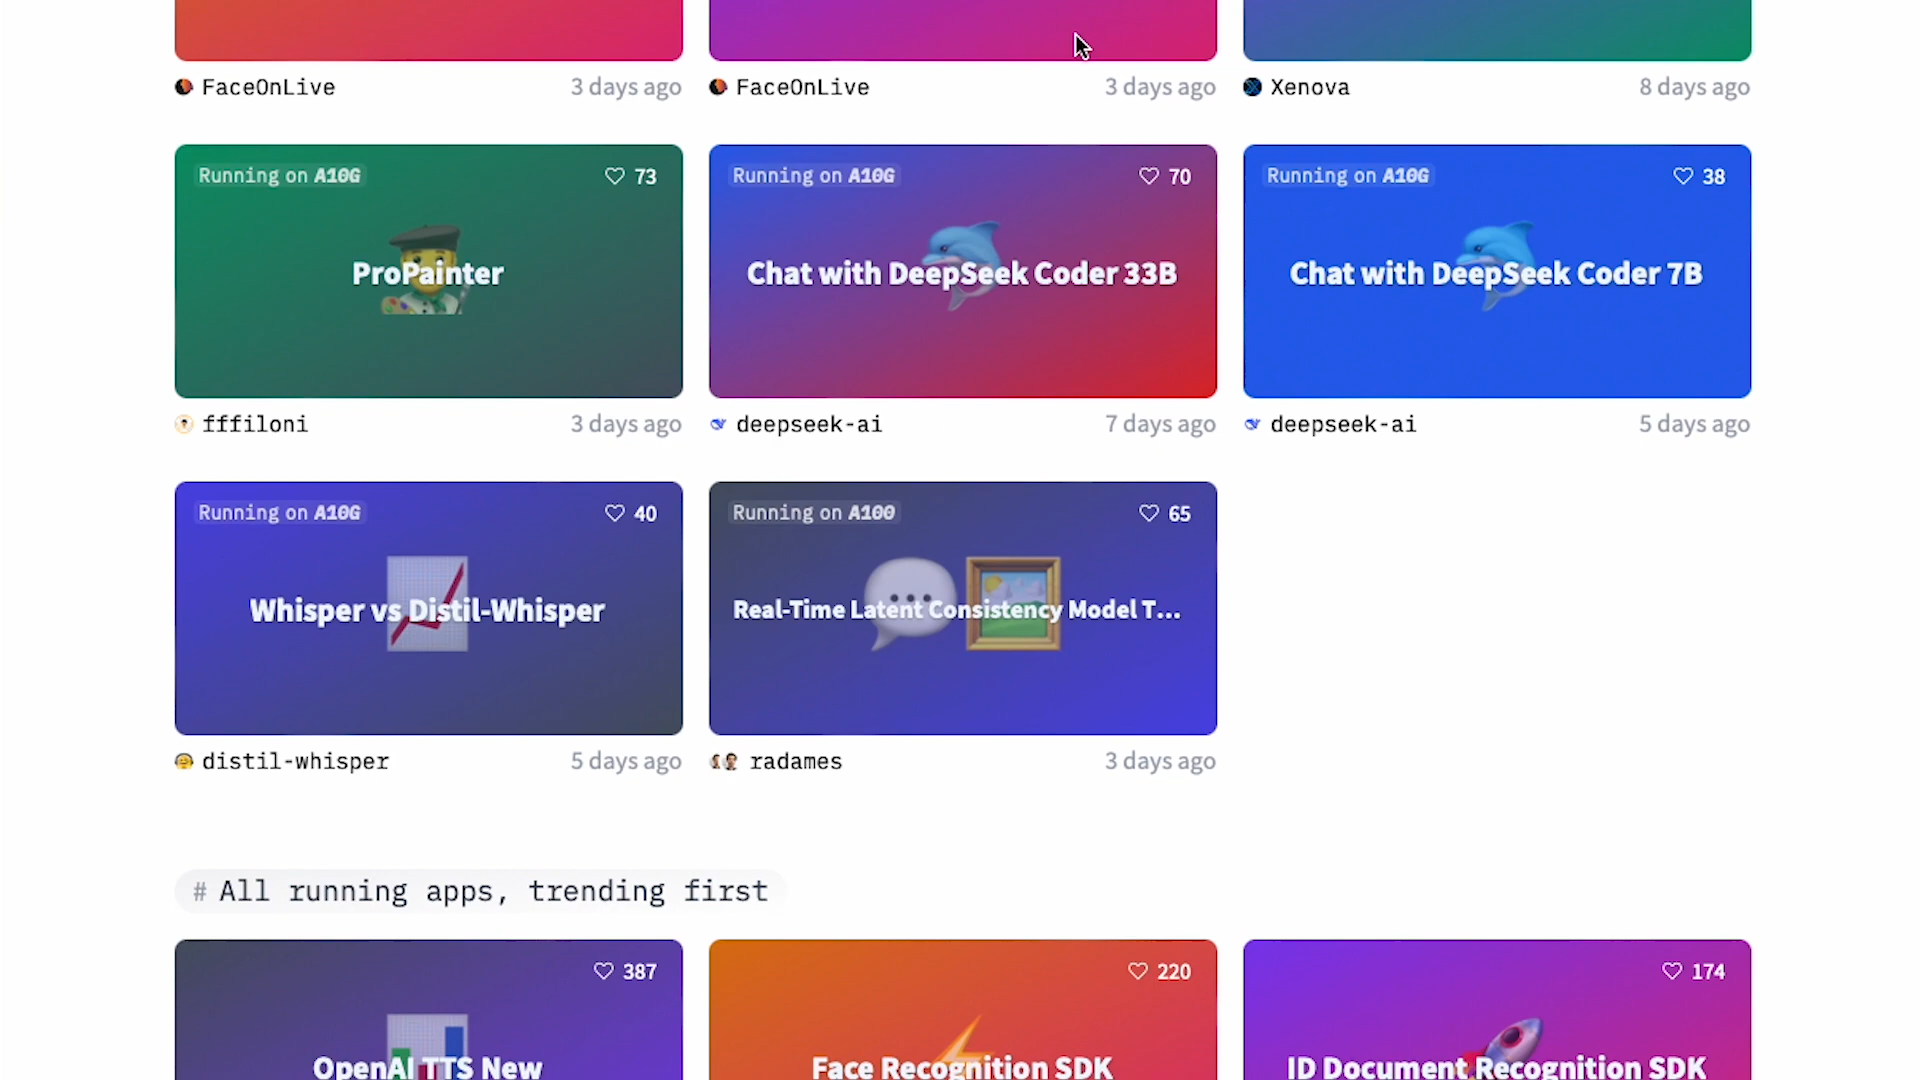 FaceOnLive 3 days ago
FaceOnLive 3 days ago
Xenova 8 days ago
Running on A10G 73
ProPainter
fffiloni 3 days ago
Running on A10G 70
Chat with DeepSeek Coder 33B
deepseek-ai 7 days ago
Running on A10G 38
Chat with DeepSeek Coder 7B
deepseek-ai 5 days ago
Running on A10G 40
Whisper vs Distil-Whisper
distil-whisper 5 days ago
Running on A100 65
Real-Time Latent Consistency Model T...
radames 3 days ago
# All running apps, trending first
387
OpenAI TTS New
220
Face Recognition SDK
174
ID Document Recognition SDK